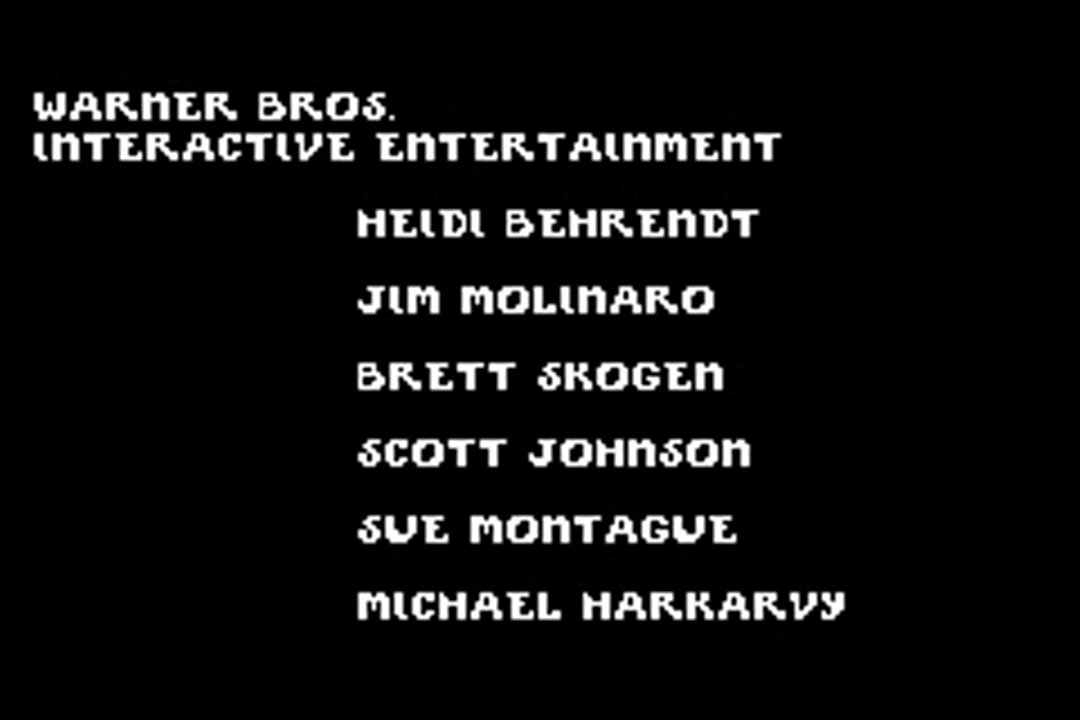 WARNER BROS.
INTERACTIVE ENTERTAINMENT
HEIDI BEHRENDT
JIM MOLINARO
BRETT SKOGEN
SCOTT JOHNSON
SUE MONTAGUE
MICHAEL HARKARVY